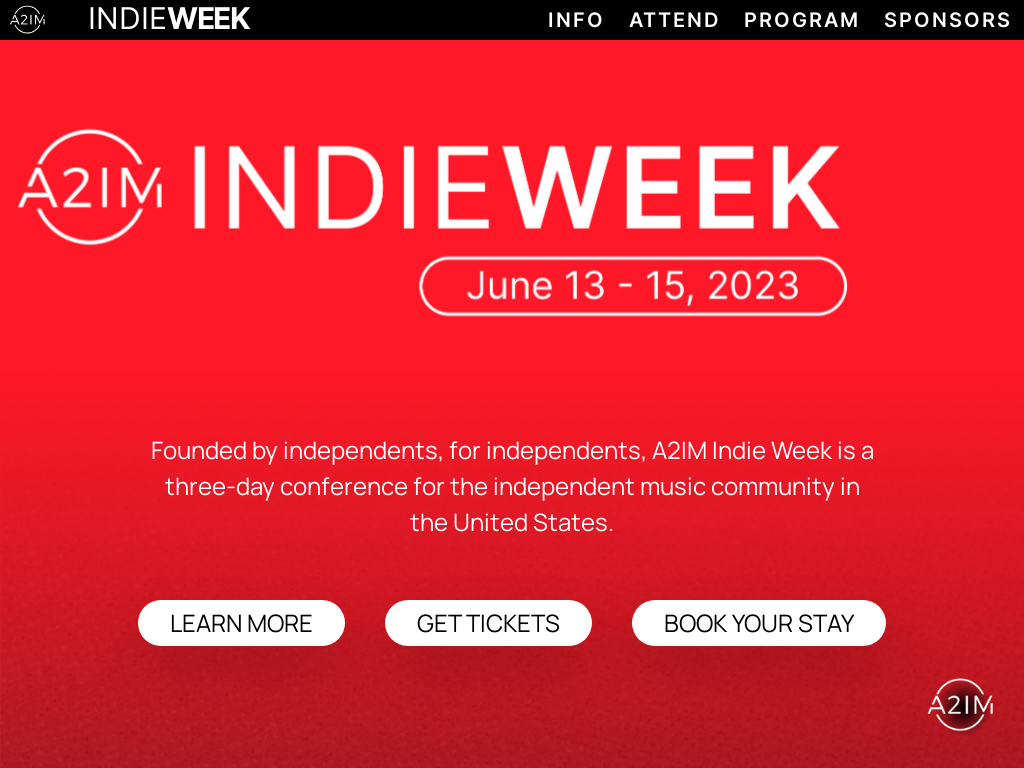 A2IM INDIEWEEK INFO ATTEND PROGRAM SPONSORS
A2IM INDIEWEEK
June 13 - 15, 2023
Founded by independents, for independents, A2IM Indie Week is a
three-day conference for the independent music community in
the United States.
LEARN MORE GET TICKETS BOOK YOUR STAY
A2IM